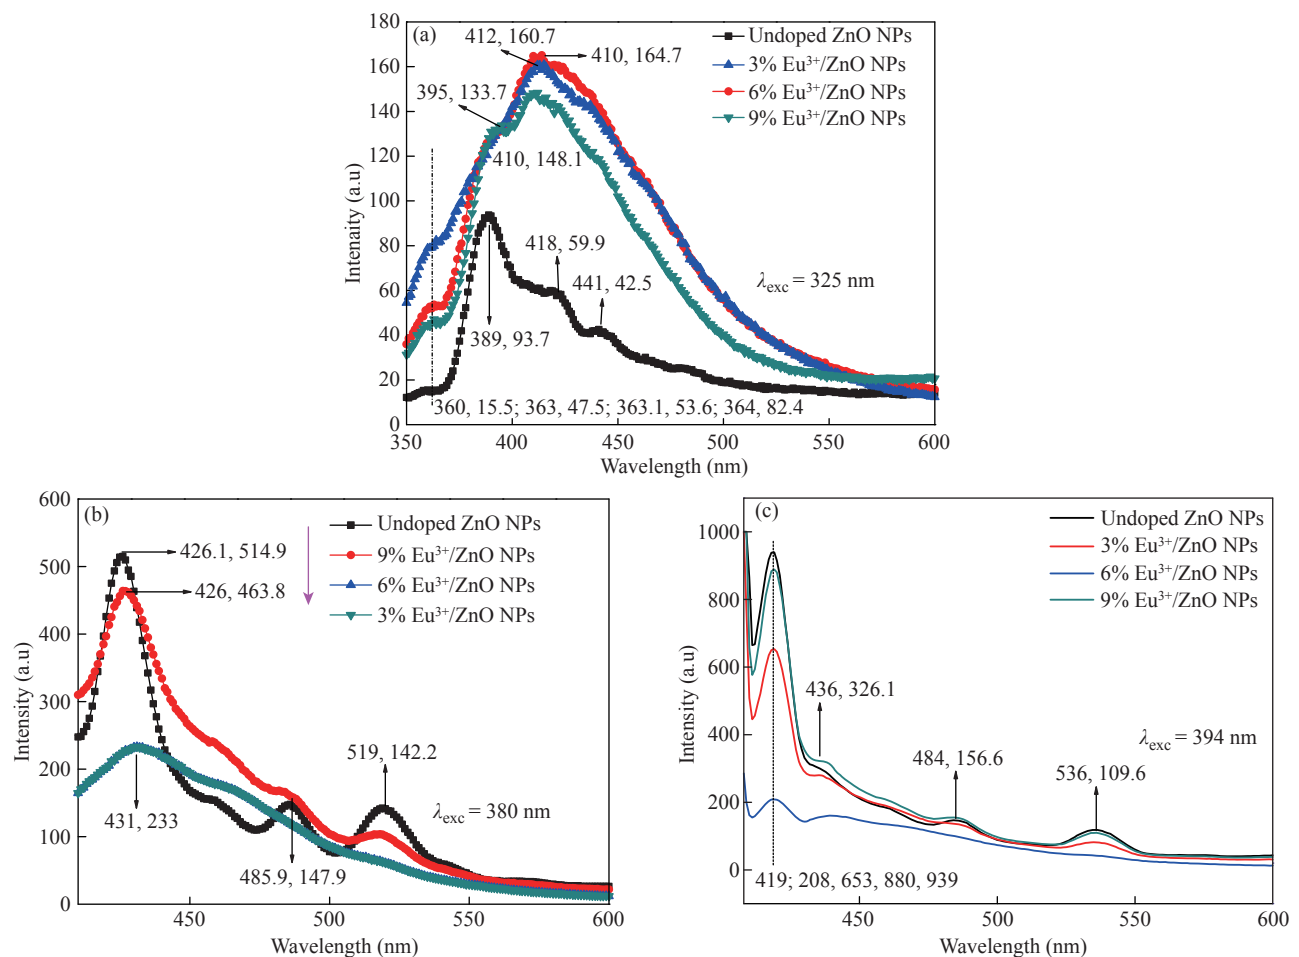 (a)
Undoped ZnO NPs
3% Eu³⁺/ZnO NPs
6% Eu³⁺/ZnO NPs
9% Eu³⁺/ZnO NPs
412, 160.7
410, 164.7
395, 133.7
410, 148.1
418, 59.9
441, 42.5
389, 93.7
λexc = 325 nm
360, 15.5; 363, 47.5; 363.1, 53.6; 364, 82.4
180
160
140
120
100
80
60
40
20
0
Intenaity (a.u)
350 400 450 500 550 600
Wavelength (nm)
(b)
Undoped ZnO NPs
9% Eu³⁺/ZnO NPs
6% Eu³⁺/ZnO NPs
3% Eu³⁺/ZnO NPs
426.1, 514.9
426, 463.8
519, 142.2
431, 233
485.9, 147.9
λexc = 380 nm
600
500
400
300
200
100
0
Intensity (a.u)
450 500 550 600
Wavelength (nm)
(c)
Undoped ZnO NPs
3% Eu³⁺/ZnO NPs
6% Eu³⁺/ZnO NPs
9% Eu³⁺/ZnO NPs
436, 326.1
484, 156.6
536, 109.6
λexc = 394 nm
419; 208, 653, 880, 939
1000
800
600
400
200
0
Intensity (a.u)
450 500 550 600
Wavelength (nm)